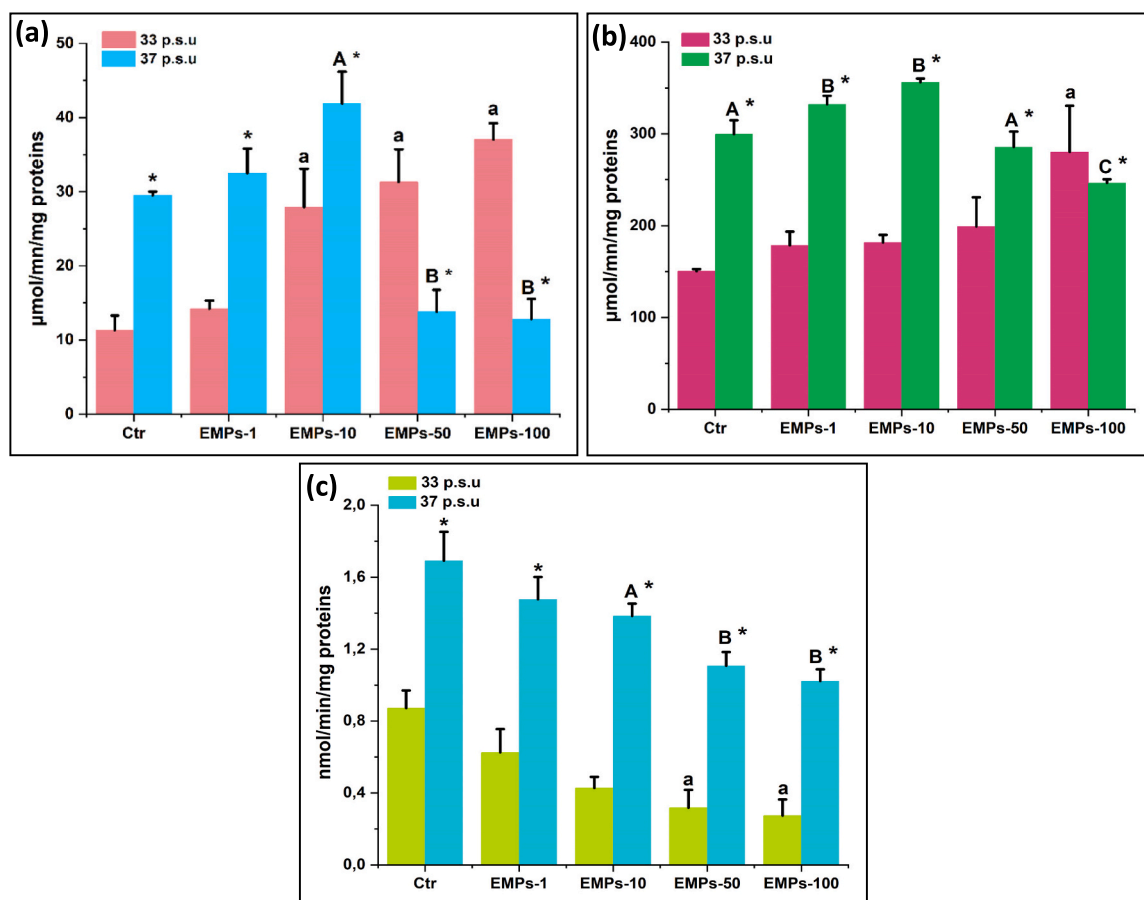 (a)
33 p.s.u
37 p.s.u
µmol/mn/mg proteins
50
40
30
20
10
0
* * a A * a B * a B *
Ctr EMPs-1 EMPs-10 EMPs-50 EMPs-100
(b)
33 p.s.u
37 p.s.u
µmol/mn/mg proteins
400
300
200
100
0
A * B * B * A * a C *
Ctr EMPs-1 EMPs-10 EMPs-50 EMPs-100
(c)
33 p.s.u
37 p.s.u
nmol/min/mg proteins
2,0
1,6
1,2
0,8
0,4
0,0
* * A * a B * a B *
Ctr EMPs-1 EMPs-10 EMPs-50 EMPs-100